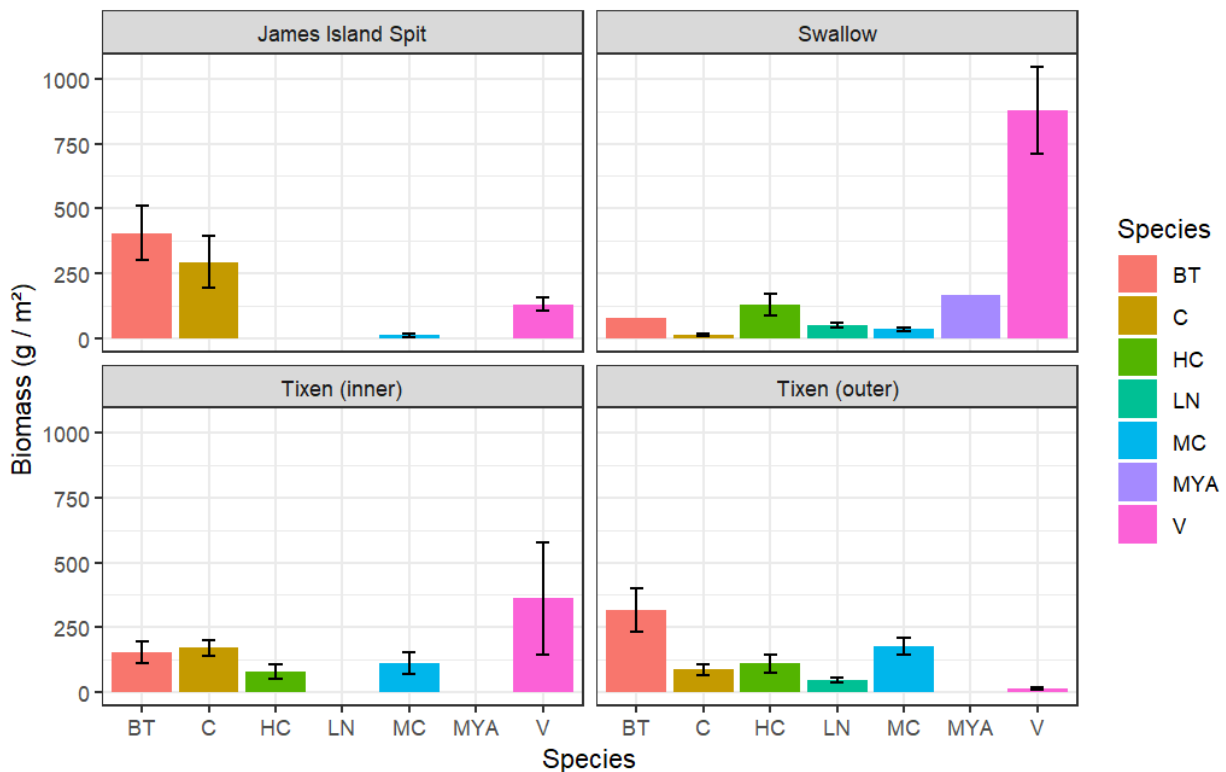 James Island Spit
Swallow
1000
750
500
250
0
Tixen (inner)
Tixen (outer)
1000
750
500
250
0
BT C HC LN MC MYA V
BT C HC LN MC MYA V
Species
Biomass (g / m²)
Species
BT
C
HC
LN
MC
MYA
V